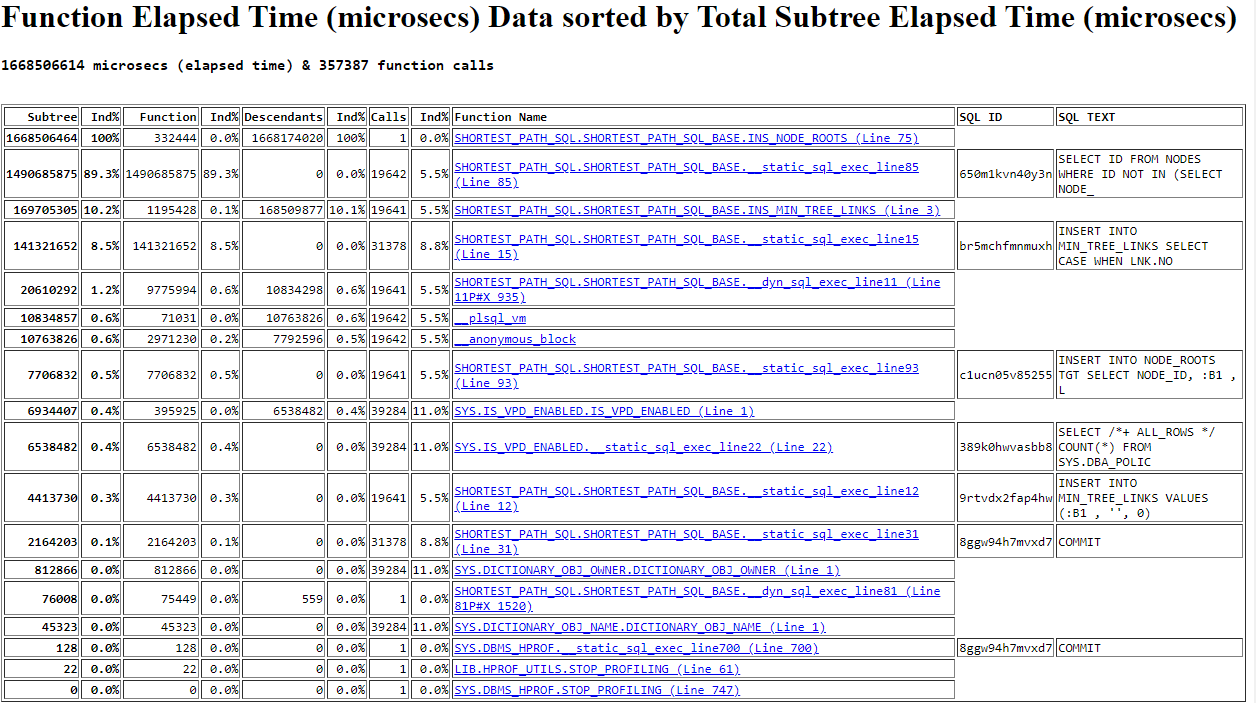 Function Elapsed Time (microsecs) Data sorted by Total Subtree Elapsed Time (microsecs)
1668506614 microsecs (elapsed time) & 357387 function calls
Subtree Ind% Function Ind% Descendants Ind% Calls Ind% Function Name SQL ID SQL TEXT
1668506464 100% 332444 0.0% 1668174020 100% 1 0.0% SHORTEST_PATH_SQL.SHORTEST_PATH_SQL_BASE.INS_NODE_ROOTS (Line 75)
1490685875 89.3% 1490685875 89.3% 0 0.0% 19642 5.5% SHORTEST_PATH_SQL.SHORTEST_PATH_SQL_BASE.__static_sql_exec_line85
(Line 85) 650m1kvn40y3n SELECT ID FROM NODES
WHERE ID NOT IN (SELECT
NODE_
169705305 10.2% 1195428 0.1% 168509877 10.1% 19641 5.5% SHORTEST_PATH_SQL.SHORTEST_PATH_SQL_BASE.INS_MIN_TREE_LINKS (Line 3)
141321652 8.5% 141321652 8.5% 0 0.0% 31378 8.8% SHORTEST_PATH_SQL.SHORTEST_PATH_SQL_BASE.__static_sql_exec_line15
(Line 15) br5mchfmnmuxh INSERT INTO
MIN_TREE_LINKS SELECT
CASE WHEN LNK.NO
20610292 1.2% 9775994 0.6% 10834298 0.6% 19641 5.5% SHORTEST_PATH_SQL.SHORTEST_PATH_SQL_BASE.__dyn_sql_exec_line11 (Line
11P#X 935)
10834857 0.6% 71031 0.0% 10763826 0.6% 19642 5.5% __plsql_vm
10763826 0.6% 2971230 0.2% 7792596 0.5% 19642 5.5% __anonymous_block
7706832 0.5% 7706832 0.5% 0 0.0% 19641 5.5% SHORTEST_PATH_SQL.SHORTEST_PATH_SQL_BASE.__static_sql_exec_line93
(Line 93) c1ucn05v85255 INSERT INTO NODE_ROOTS
TGT SELECT NODE_ID, :B1 ,
L
6934407 0.4% 395925 0.0% 6538482 0.4% 39284 11.0% SYS.IS_VPD_ENABLED.IS_VPD_ENABLED (Line 1)
6538482 0.4% 6538482 0.4% 0 0.0% 39284 11.0% SYS.IS_VPD_ENABLED.__static_sql_exec_line22 (Line 22) 389k0hwvasbb8 SELECT /*+ ALL_ROWS */
COUNT(*) FROM
SYS.DBA_POLIC
4413730 0.3% 4413730 0.3% 0 0.0% 19641 5.5% SHORTEST_PATH_SQL.SHORTEST_PATH_SQL_BASE.__static_sql_exec_line12
(Line 12) 9rtvdx2fap4hw INSERT INTO
MIN_TREE_LINKS VALUES
(:B1 , '', 0)
2164203 0.1% 2164203 0.1% 0 0.0% 31378 8.8% SHORTEST_PATH_SQL.SHORTEST_PATH_SQL_BASE.__static_sql_exec_line31
(Line 31) 8ggw94h7mvxd7 COMMIT
812866 0.0% 812866 0.0% 0 0.0% 39284 11.0% SYS.DICTIONARY_OBJ_OWNER.DICTIONARY_OBJ_OWNER (Line 1)
76008 0.0% 75449 0.0% 559 0.0% 1 0.0% SHORTEST_PATH_SQL.SHORTEST_PATH_SQL_BASE.__dyn_sql_exec_line81 (Line
81P#X 1520)
45323 0.0% 45323 0.0% 0 0.0% 39284 11.0% SYS.DICTIONARY_OBJ_NAME.DICTIONARY_OBJ_NAME (Line 1)
128 0.0% 128 0.0% 0 0.0% 1 0.0% SYS.DBMS_HPROF.__static_sql_exec_line700 (Line 700) 8ggw94h7mvxd7 COMMIT
22 0.0% 22 0.0% 0 0.0% 1 0.0% LIB.HPROF_UTILS.STOP_PROFILING (Line 61)
0 0.0% 0 0.0% 0 0.0% 1 0.0% SYS.DBMS_HPROF.STOP_PROFILING (Line 747)